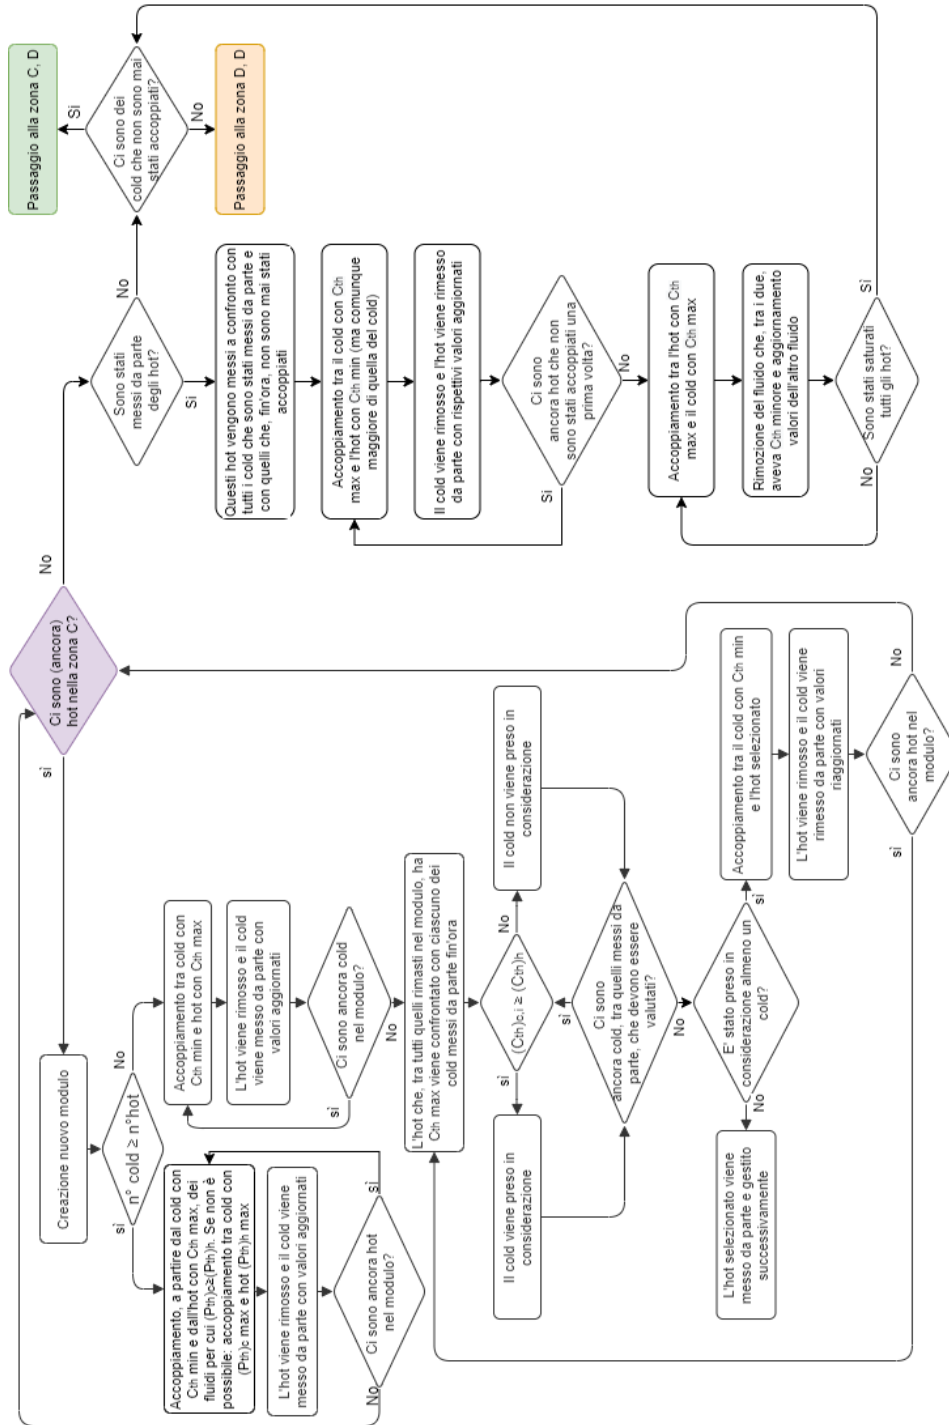 Ci sono (ancora)
hot nella zona C?
sì
No
Creazione nuovo modulo
n° cold ≥ n°hot
sì
No
Accoppiamento, a partire dal cold con
Cth min e dall'hot con Cth max, dei
fluidi per cui (Pth)c≥(Pth)h. Se non è
possibile: accoppiamento tra cold con
(Pth)c max e hot (Pth)h max
L'hot viene rimosso e il cold viene
messo da parte con valori aggiornati
Ci sono ancora hot
nel modulo?
sì
No
Accoppiamento tra cold con
Cth min e hot con Cth max
L'hot viene rimosso e il cold
viene messo da parte con
valori aggiornati
Ci sono ancora cold
nel modulo?
sì
No
L'hot che, tra tutti quelli rimasti nel modulo, ha
Cth max viene confrontato con ciascuno dei
cold messi da parte fin'ora
(Cth)c,i ≥ (Cth)h
sì
No
Il cold viene preso in
considerazione
Il cold non viene preso in
considerazione
Ci sono
ancora cold, tra quelli messi da
parte, che devono essere
valutati?
sì
No
E' stato preso in
considerazione almeno un
cold?
No
sì
L'hot selezionato viene
messo da parte e gestito
successivamente
Accoppiamento tra il cold con Cth min
e l'hot selezionato
L'hot viene rimosso e il cold viene
rimesso da parte con valori
riaggiornati
Ci sono
ancora hot nel
modulo?
sì
No
Sono stati
messi da parte
degli hot?
Si
No
Ci sono dei
cold che non sono mai
stati accoppiati?
Si
No
Passaggio alla zona C, D
Passaggio alla zona D, D
Questi hot vengono messi a confronto con
tutti i cold che sono stati messi da parte e
con quelli che, fin'ora, non sono mai stati
accoppiati
Accoppiamento tra il cold con Cth
max e l'hot con Cth min (ma comunque
maggiore di quella del cold)
Il cold viene rimosso e l'hot viene rimesso
da parte con rispettivi valori aggiornati
Ci sono
ancora hot che non
sono stati accoppiati una
prima volta?
Si
No
Accoppiamento tra l'hot con Cth
max e il cold con Cth max
Rimozione del fluido che, tra i due,
aveva Cth minore e aggiornamento
valori dell'altro fluido
Sono stati saturati
tutti gli hot?
No
Si